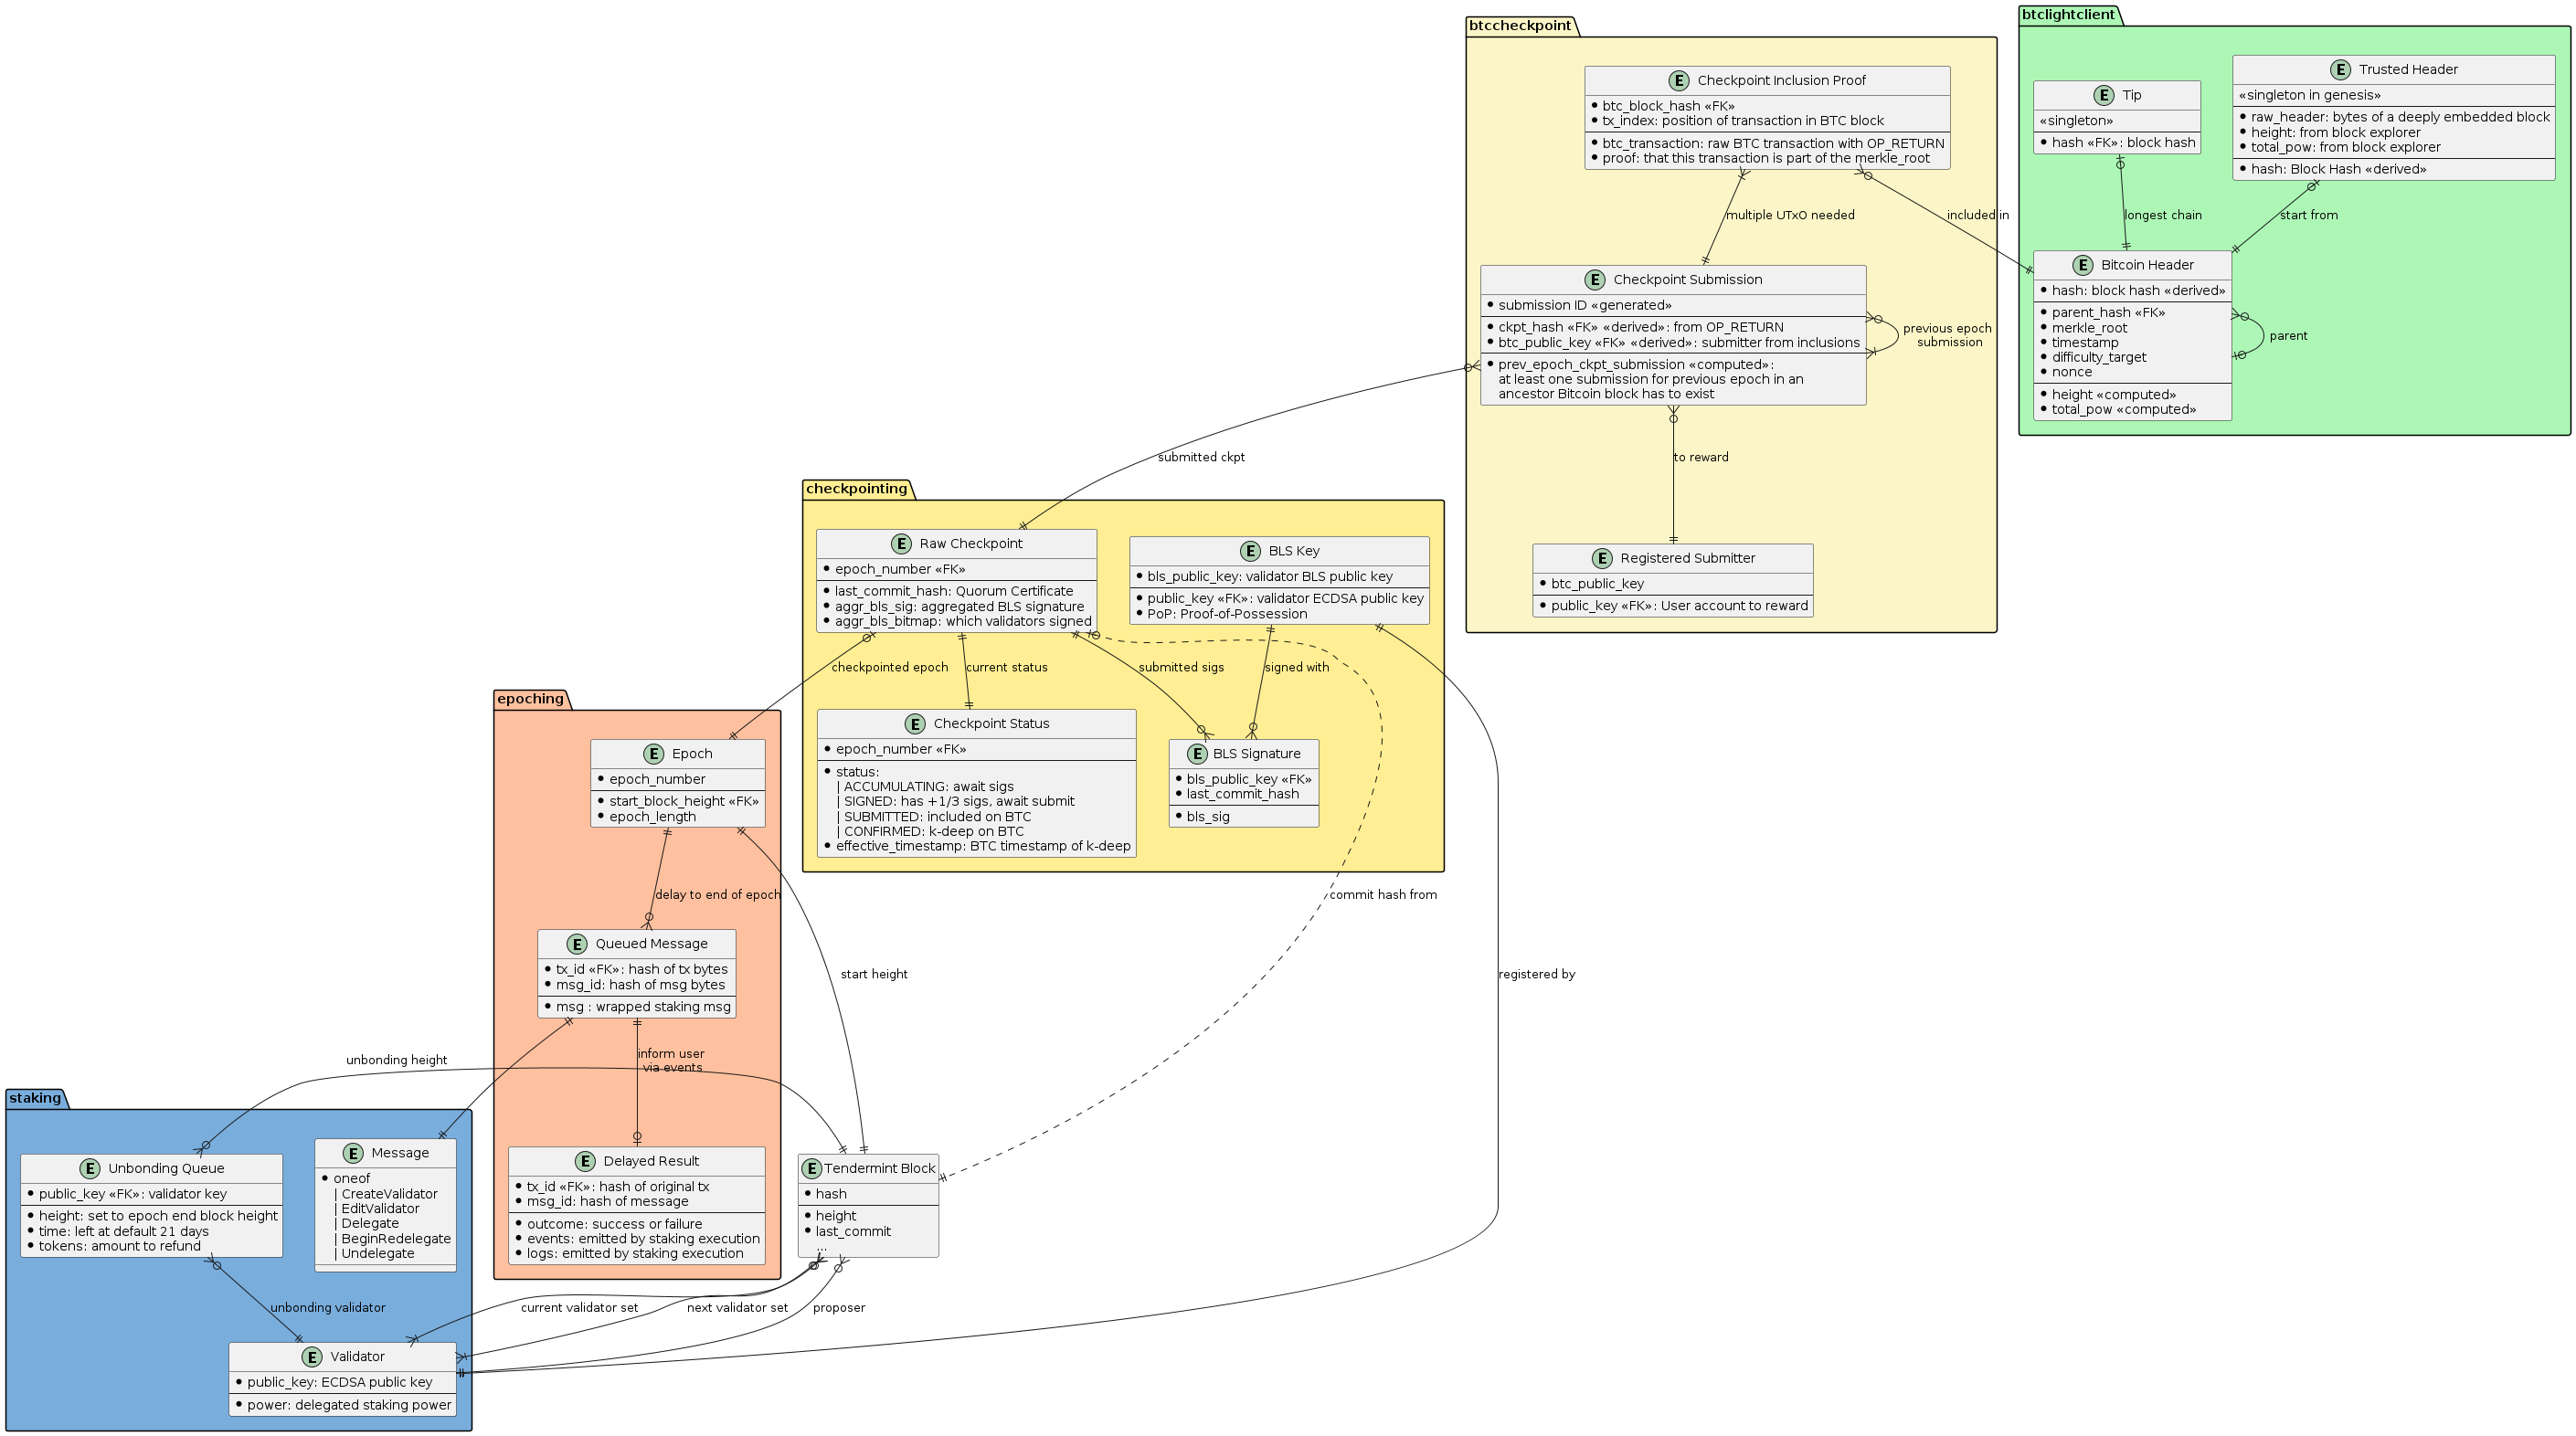 btclightclient
Tip
«singleton»
hash «FK»: block hash
Trusted Header
«singleton in genesis»
raw_header: bytes of a deeply embedded block
height: from block explorer
total_pow: from block explorer
hash: Block Hash «derived»
longest chain
start from
Bitcoin Header
hash: block hash «derived»
parent_hash «FK»
merkle_root
timestamp
difficulty_target
nonce
height «computed»
total_pow «computed»
parent
btccheckpoint
Checkpoint Inclusion Proof
btc_block_hash «FK»
tx_index: position of transaction in BTC block
btc_transaction: raw BTC transaction with OP_RETURN
proof: that this transaction is part of the merkle_root
multiple UTxO needed
included in
Checkpoint Submission
submission ID «generated»
ckpt_hash «FK» «derived»: from OP_RETURN
btc_public_key «FK» «derived»: submitter from inclusions
prev_epoch_ckpt_submission «computed»:
at least one submission for previous epoch in an
ancestor Bitcoin block has to exist
previous epoch
submission
submitted ckpt
to reward
Registered Submitter
btc_public_key
public_key «FK»: User account to reward
checkpointing
Raw Checkpoint
epoch_number «FK»
last_commit_hash: Quorum Certificate
aggr_bls_sig: aggregated BLS signature
aggr_bls_bitmap: which validators signed
BLS Key
bls_public_key: validator BLS public key
public_key «FK»: validator ECDSA public key
PoP: Proof-of-Possession
checkpointed epoch
current status
submitted sigs
signed with
Checkpoint Status
epoch_number «FK»
status:
| ACCUMULATING: await sigs
| SIGNED: has +1/3 sigs, await submit
| SUBMITTED: included on BTC
| CONFIRMED: k-deep on BTC
effective_timestamp: BTC timestamp of k-deep
BLS Signature
bls_public_key «FK»
last_commit_hash
bls_sig
epoching
Epoch
epoch_number
start_block_height «FK»
epoch_length
delay to end of epoch
commit hash from
Queued Message
tx_id «FK»: hash of tx bytes
msg_id: hash of msg bytes
msg : wrapped staking msg
start height
registered by
unbonding height
inform user
via events
Delayed Result
tx_id «FK»: hash of original tx
msg_id: hash of message
outcome: success or failure
events: emitted by staking execution
logs: emitted by staking execution
Tendermint Block
hash
height
last_commit
...
staking
Unbonding Queue
public_key «FK»: validator key
height: set to epoch end block height
time: left at default 21 days
tokens: amount to refund
Message
oneof
| CreateValidator
| EditValidator
| Delegate
| BeginRedelegate
| Undelegate
unbonding validator
current validator set
next validator set
proposer
Validator
public_key: ECDSA public key
power: delegated staking power